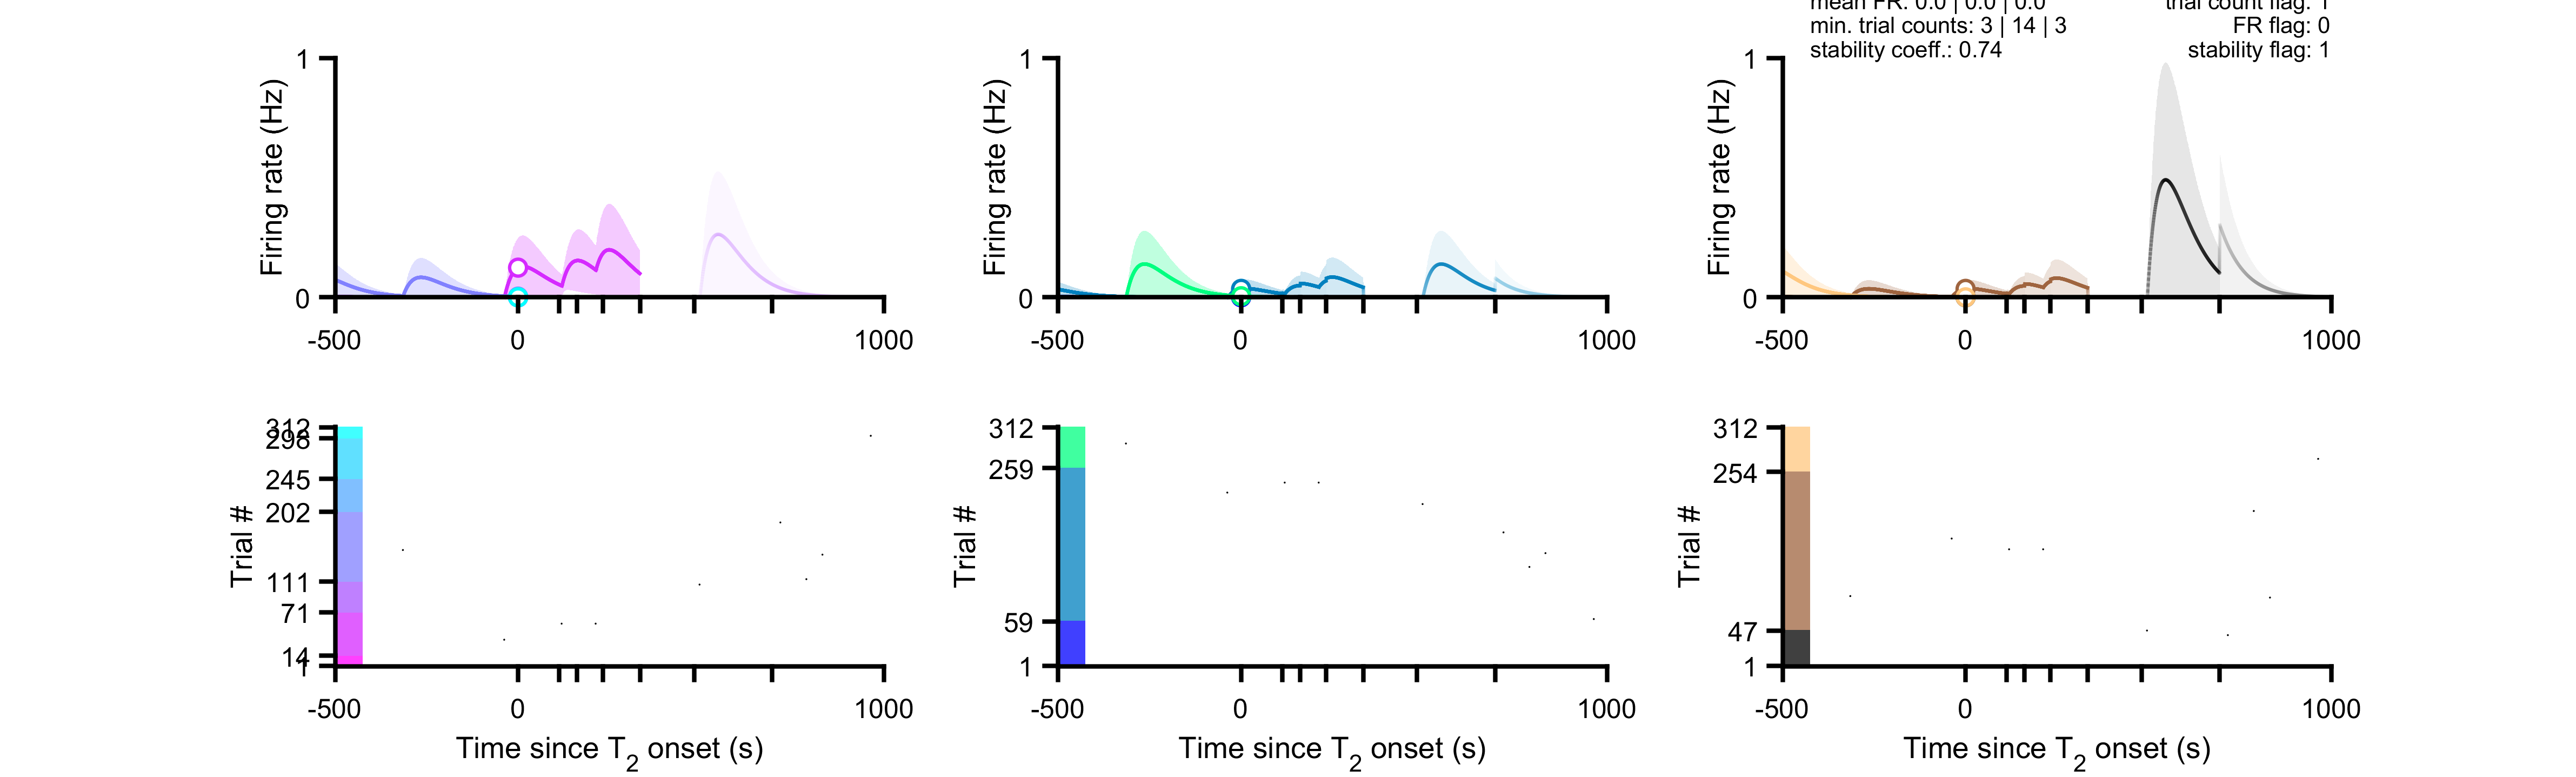 mean FR: 0.0 | 0.0 | 0.0
trial count flag: 1
min. trial counts: 3 | 14 | 3
FR flag: 0
stability coeff.: 0.74
stability flag: 1
1
Firing rate (Hz)
0
-500
0
1000
1
Firing rate (Hz)
0
-500
0
1000
1
Firing rate (Hz)
0
-500
0
1000
312
298
245
202
Trial #
111
71
14
1
-500
0
1000
Time since T2 onset (s)
312
259
Trial #
59
1
-500
0
1000
Time since T2 onset (s)
312
254
Trial #
47
1
-500
0
1000
Time since T2 onset (s)